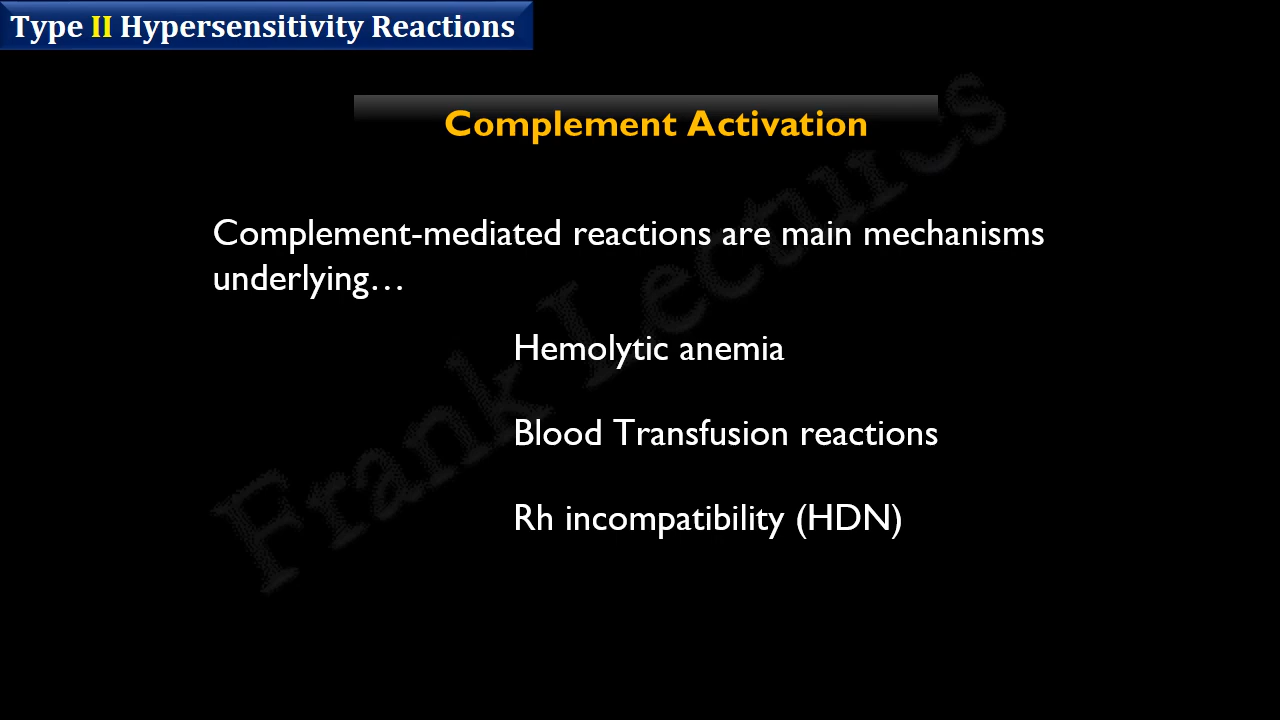 Type II Hypersensitivity Reactions
Complement Activation
Complement-mediated reactions are main mechanisms
underlying…
Hemolytic anemia
Blood Transfusion reactions
Rh incompatibility (HDN)
Frank Lectures